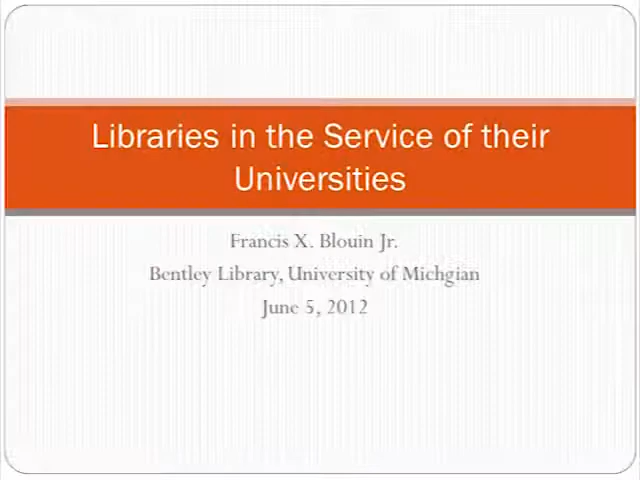 Libraries in the Service of their
Universities
Francis X. Blouin Jr.
Bentley Library, University of Michgian
June 5, 2012